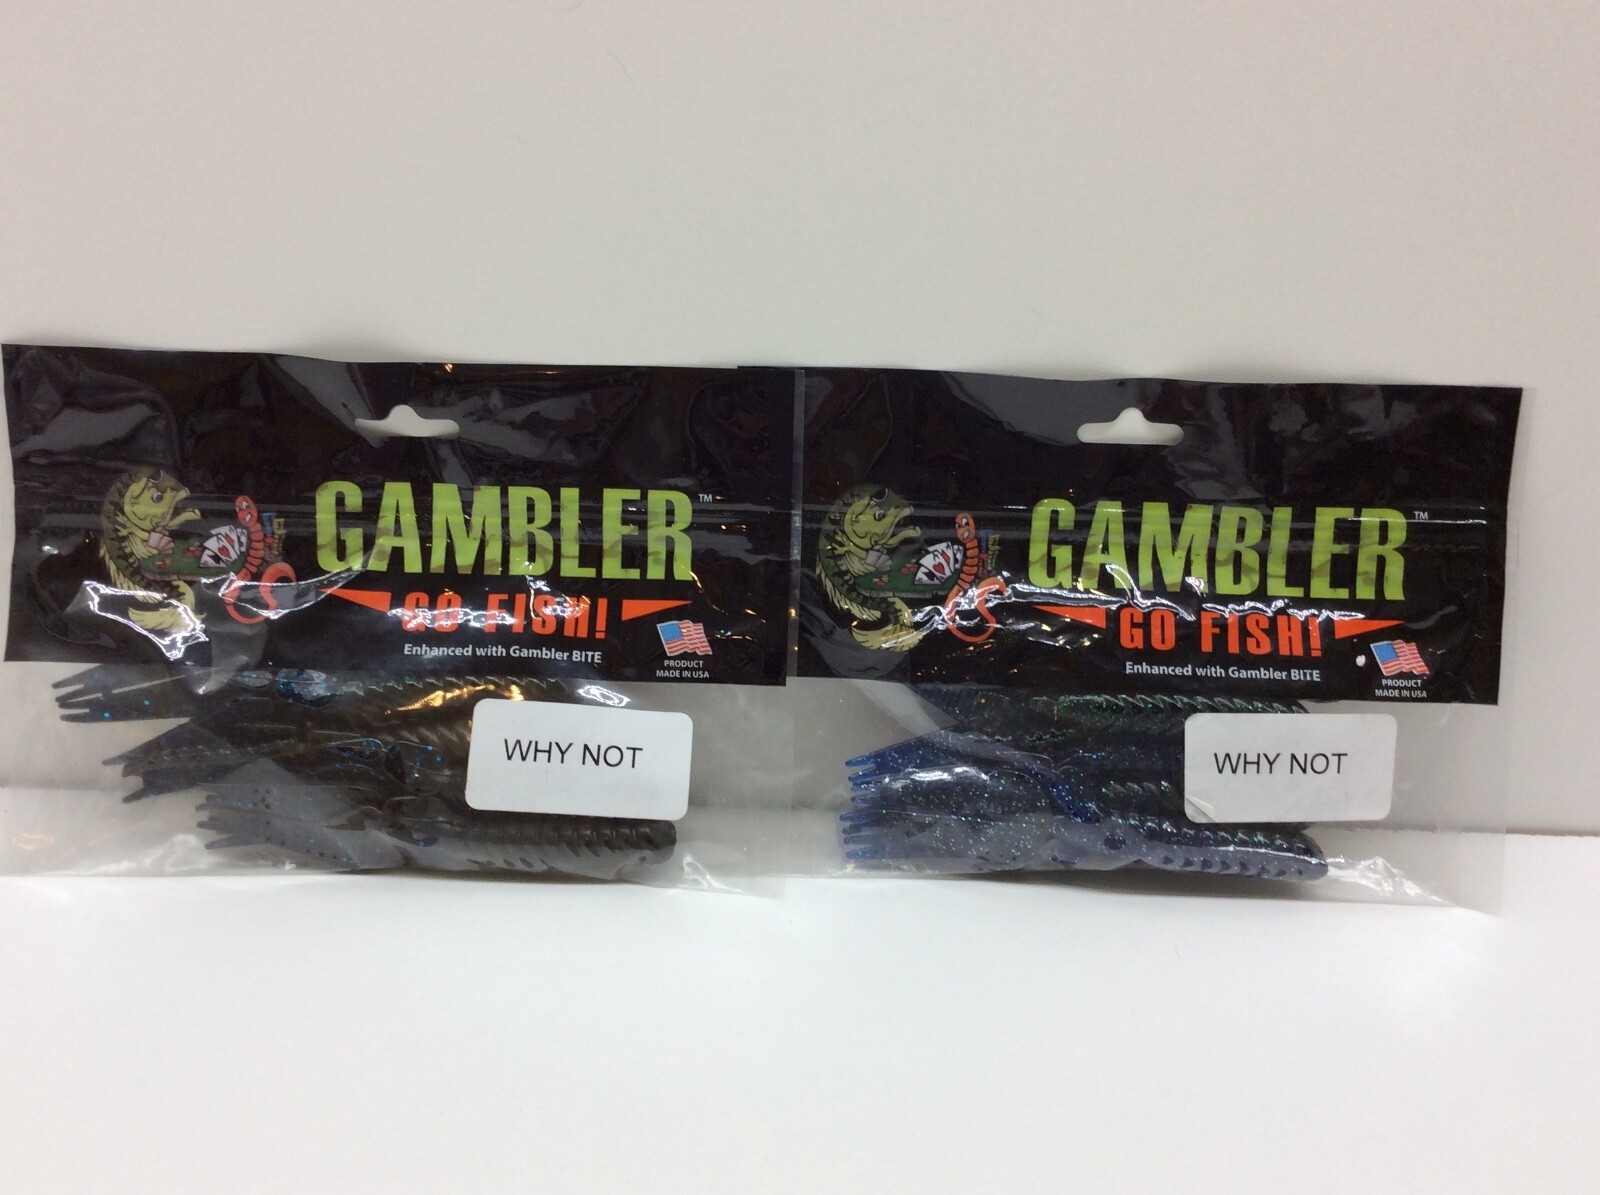 GAMBLER™
GO FISH!
Enhanced with Gambler BITE
PRODUCT
MADE IN USA
WHY NOT
GAMBLER™
GO FISH!
Enhanced with Gambler BITE
PRODUCT
MADE IN USA
WHY NOT